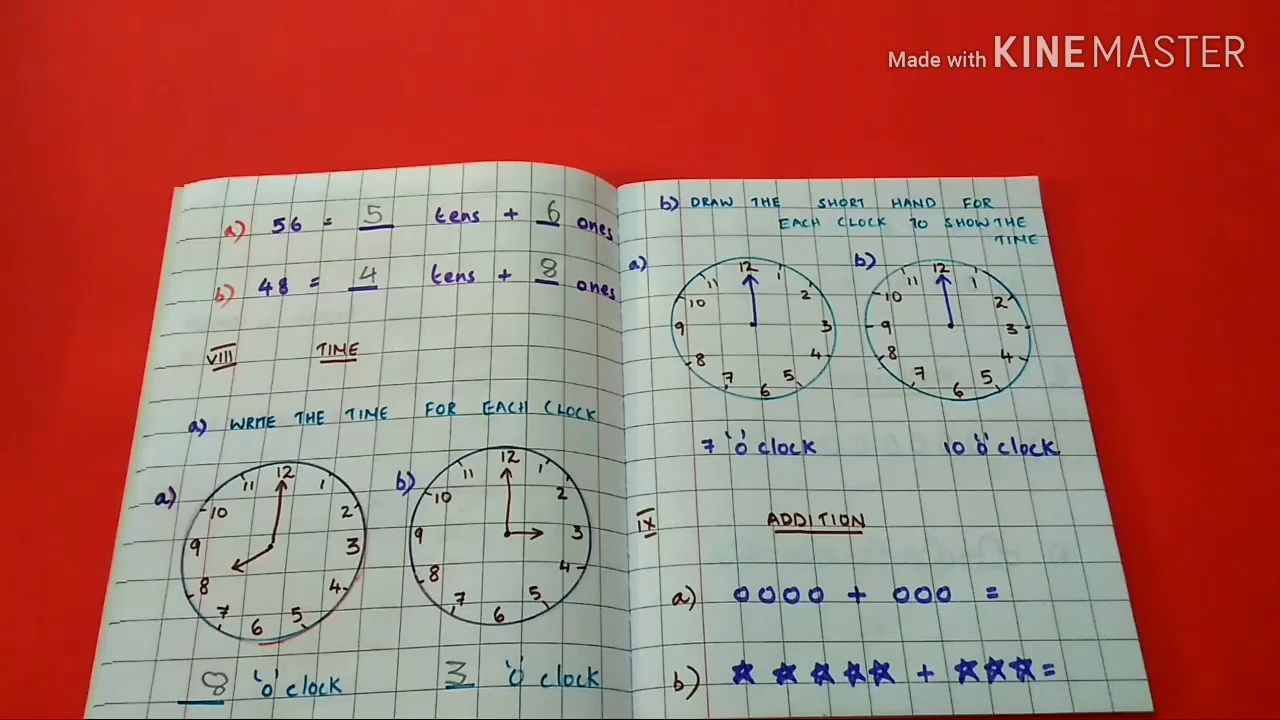 Made with KINEMASTER
a) 56 = 5 tens + 6 ones
b) 48 = 4 tens + 8 ones
VIII TIME
a) WRITE THE TIME FOR EACH CLOCK
a)
12
1
2
3
4
5
6
7
8
9
10
11
8 'o' clock
b)
12
1
2
3
4
5
6
7
8
9
10
11
3 'o' clock
b) DRAW THE SHORT HAND FOR
EACH CLOCK TO SHOW THE
TIME
a)
12
1
2
3
4
5
6
7
8
9
10
11
7 'o' clock
b)
12
1
2
3
4
5
6
7
8
9
10
11
10 'o' clock
IX ADDITION
a) 0000 + 000 =
b) ☆ ☆ ☆ ☆ ☆ + ☆ ☆ ☆ =